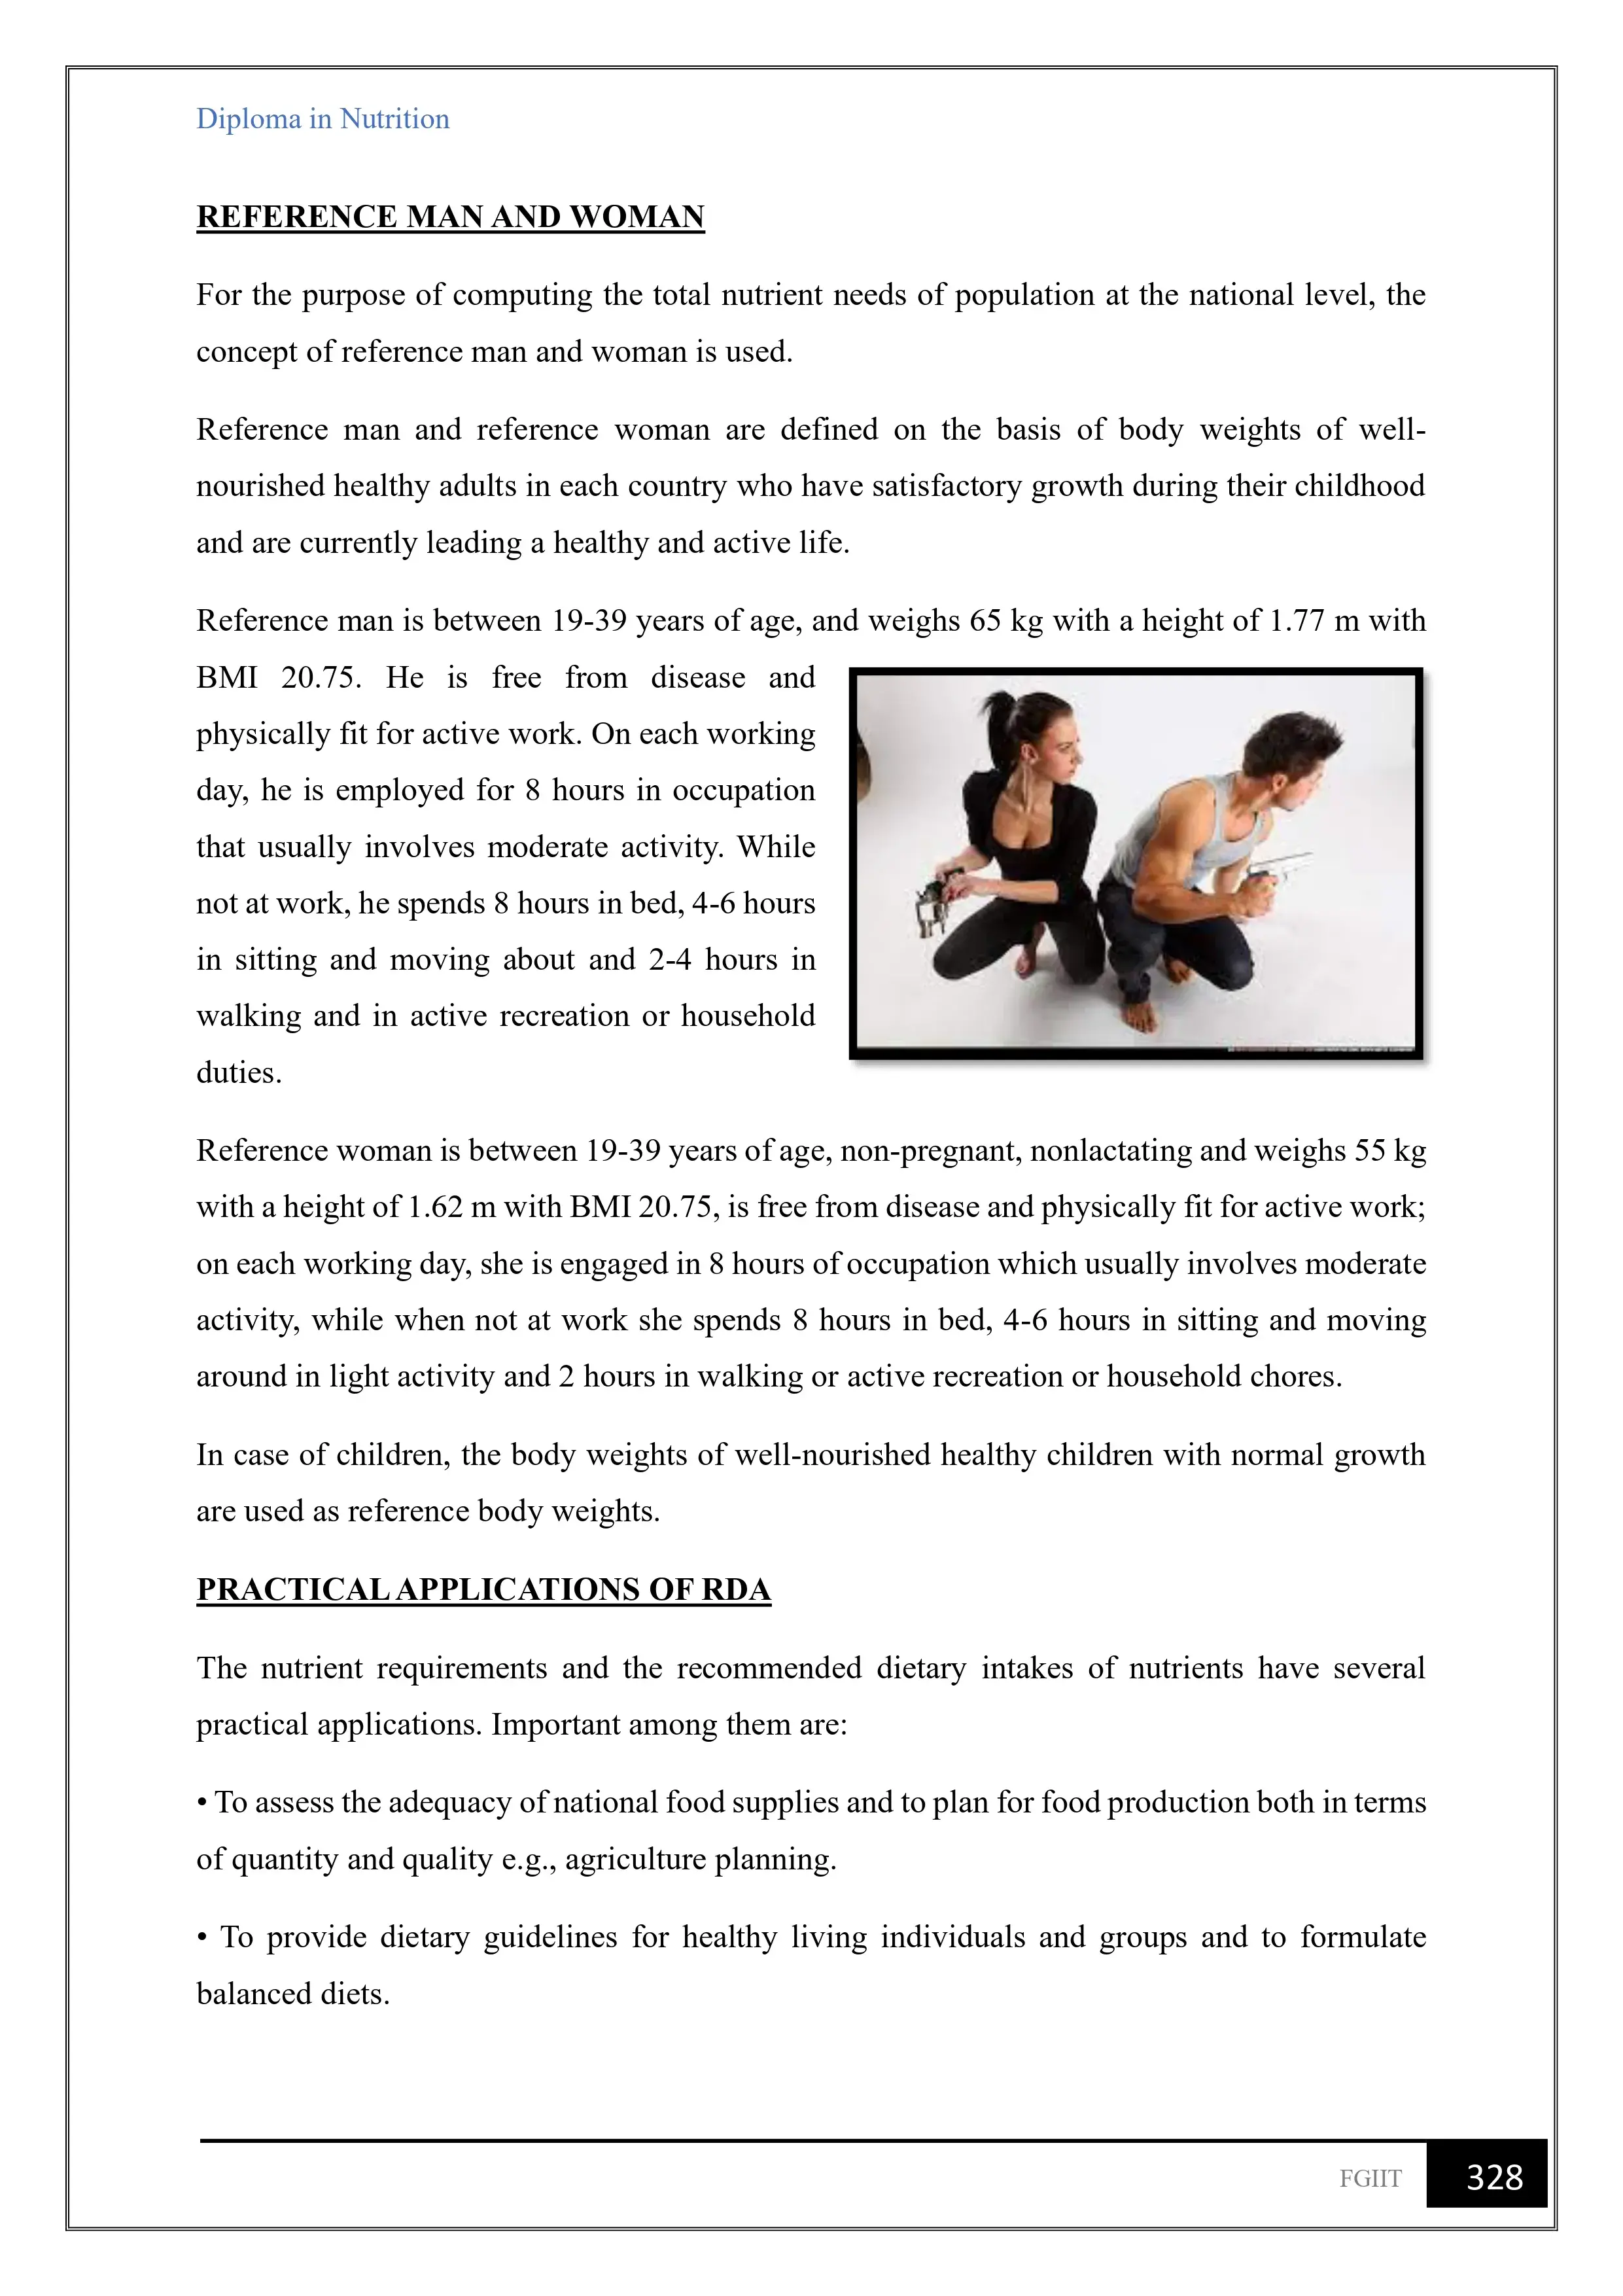 Diploma in Nutrition
REFERENCE MAN AND WOMAN
For the purpose of computing the total nutrient needs of population at the national level, the
concept of reference man and woman is used.
Reference man and reference woman are defined on the basis of body weights of well-
nourished healthy adults in each country who have satisfactory growth during their childhood
and are currently leading a healthy and active life.
Reference man is between 19-39 years of age, and weighs 65 kg with a height of 1.77 m with
BMI 20.75. He is free from disease and
physically fit for active work. On each working
day, he is employed for 8 hours in occupation
that usually involves moderate activity. While
not at work, he spends 8 hours in bed, 4-6 hours
in sitting and moving about and 2-4 hours in
walking and in active recreation or household
duties.
Reference woman is between 19-39 years of age, non-pregnant, nonlactating and weighs 55 kg
with a height of 1.62 m with BMI 20.75, is free from disease and physically fit for active work;
on each working day, she is engaged in 8 hours of occupation which usually involves moderate
activity, while when not at work she spends 8 hours in bed, 4-6 hours in sitting and moving
around in light activity and 2 hours in walking or active recreation or household chores.
In case of children, the body weights of well-nourished healthy children with normal growth
are used as reference body weights.
PRACTICAL APPLICATIONS OF RDA
The nutrient requirements and the recommended dietary intakes of nutrients have several
practical applications. Important among them are:
• To assess the adequacy of national food supplies and to plan for food production both in terms
of quantity and quality e.g., agriculture planning.
• To provide dietary guidelines for healthy living individuals and groups and to formulate
balanced diets.
FGIIT 328